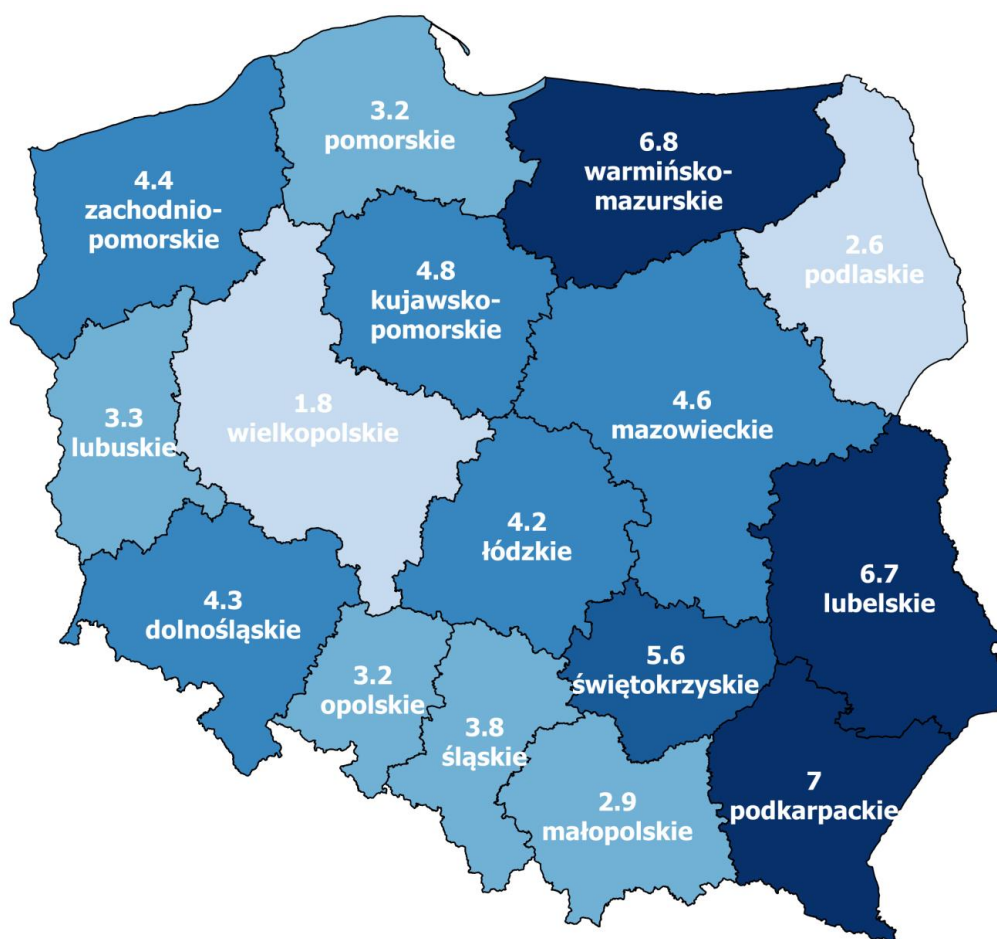 3.2
pomorskie
6.8
warmińsko-
mazurskie
4.4
zachodnio-
pomorskie
2.6
podlaskie
4.8
kujawsko-
pomorskie
3.3
lubuskie
1.8
wielkopolskie
4.6
mazowieckie
4.2
łódzkie
6.7
lubelskie
4.3
dolnośląskie
3.2
opolskie
5.6
świętokrzyskie
3.8
śląskie
2.9
małopolskie
7
podkarpackie